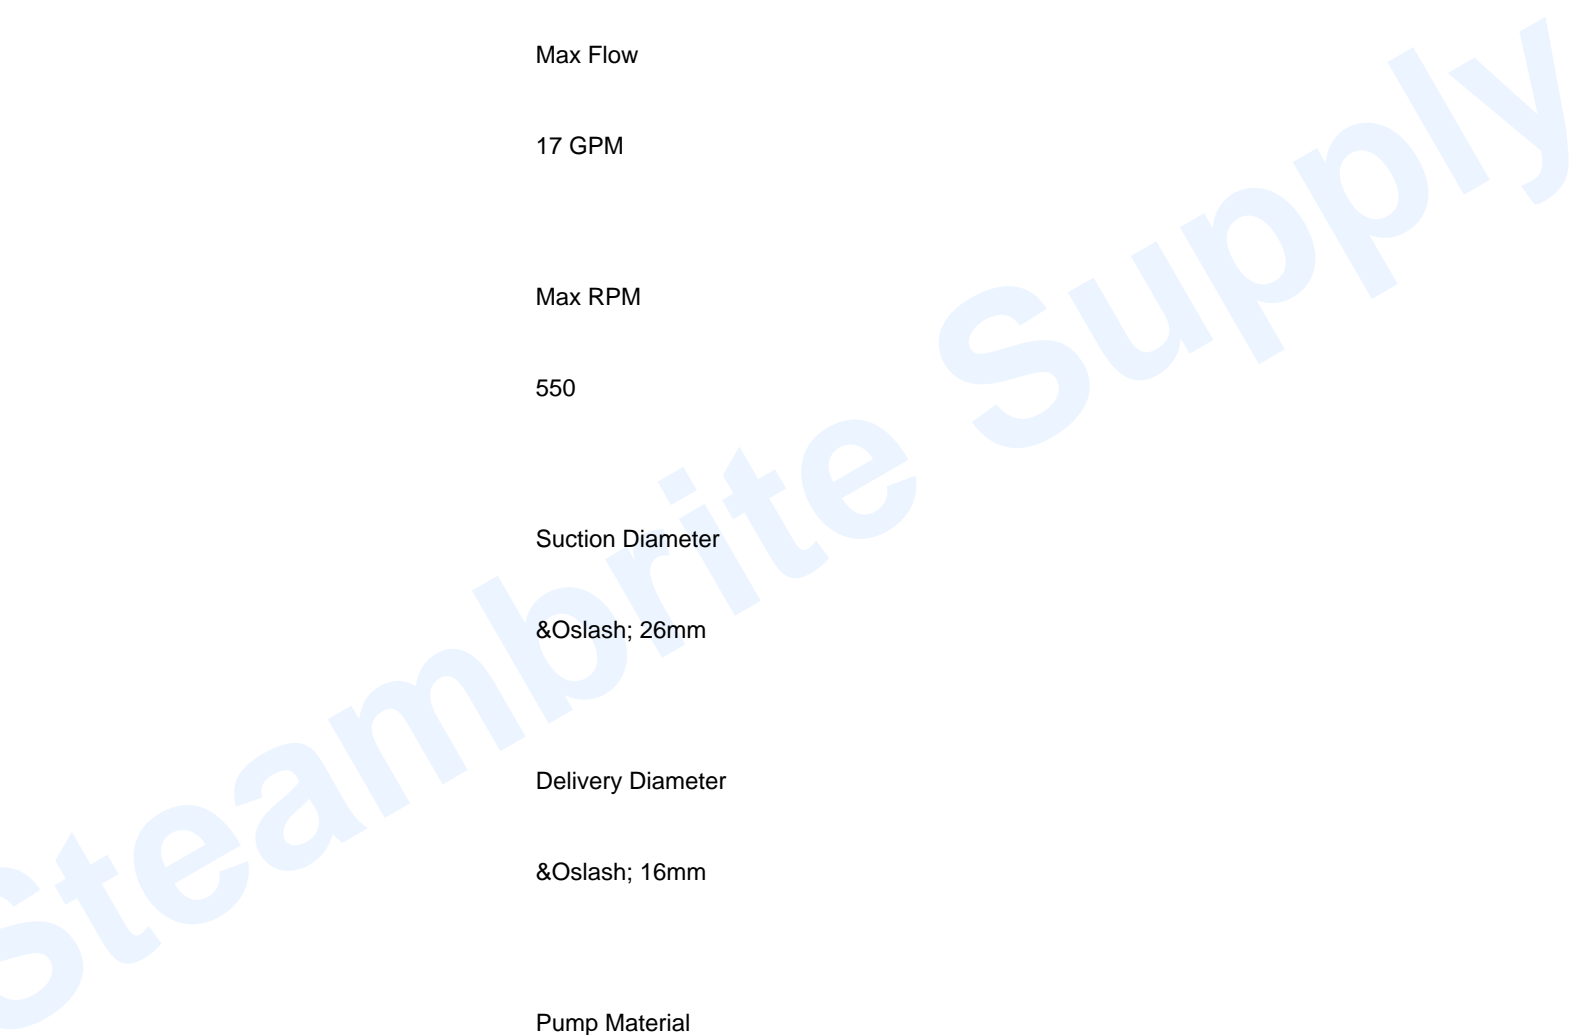 Max Flow
17 GPM
Max RPM
550
Suction Diameter
&Oslash; 26mm
Delivery Diameter
&Oslash; 16mm
Pump Material
Steambrite Supply